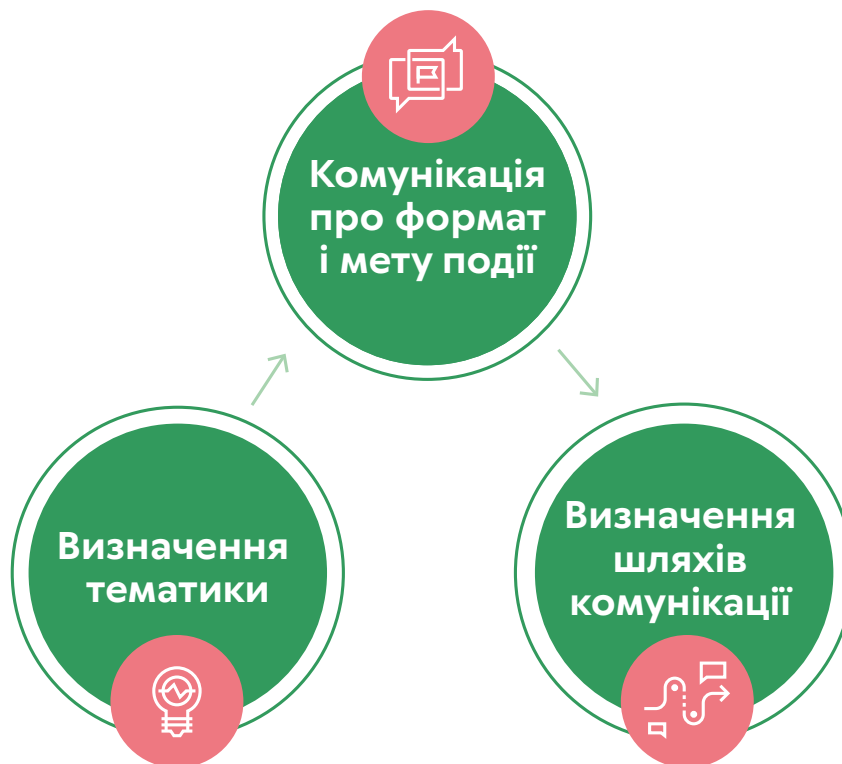 Комунікація
про формат
і мету події
Визначення
тематики
Визначення
шляхів
комунікації